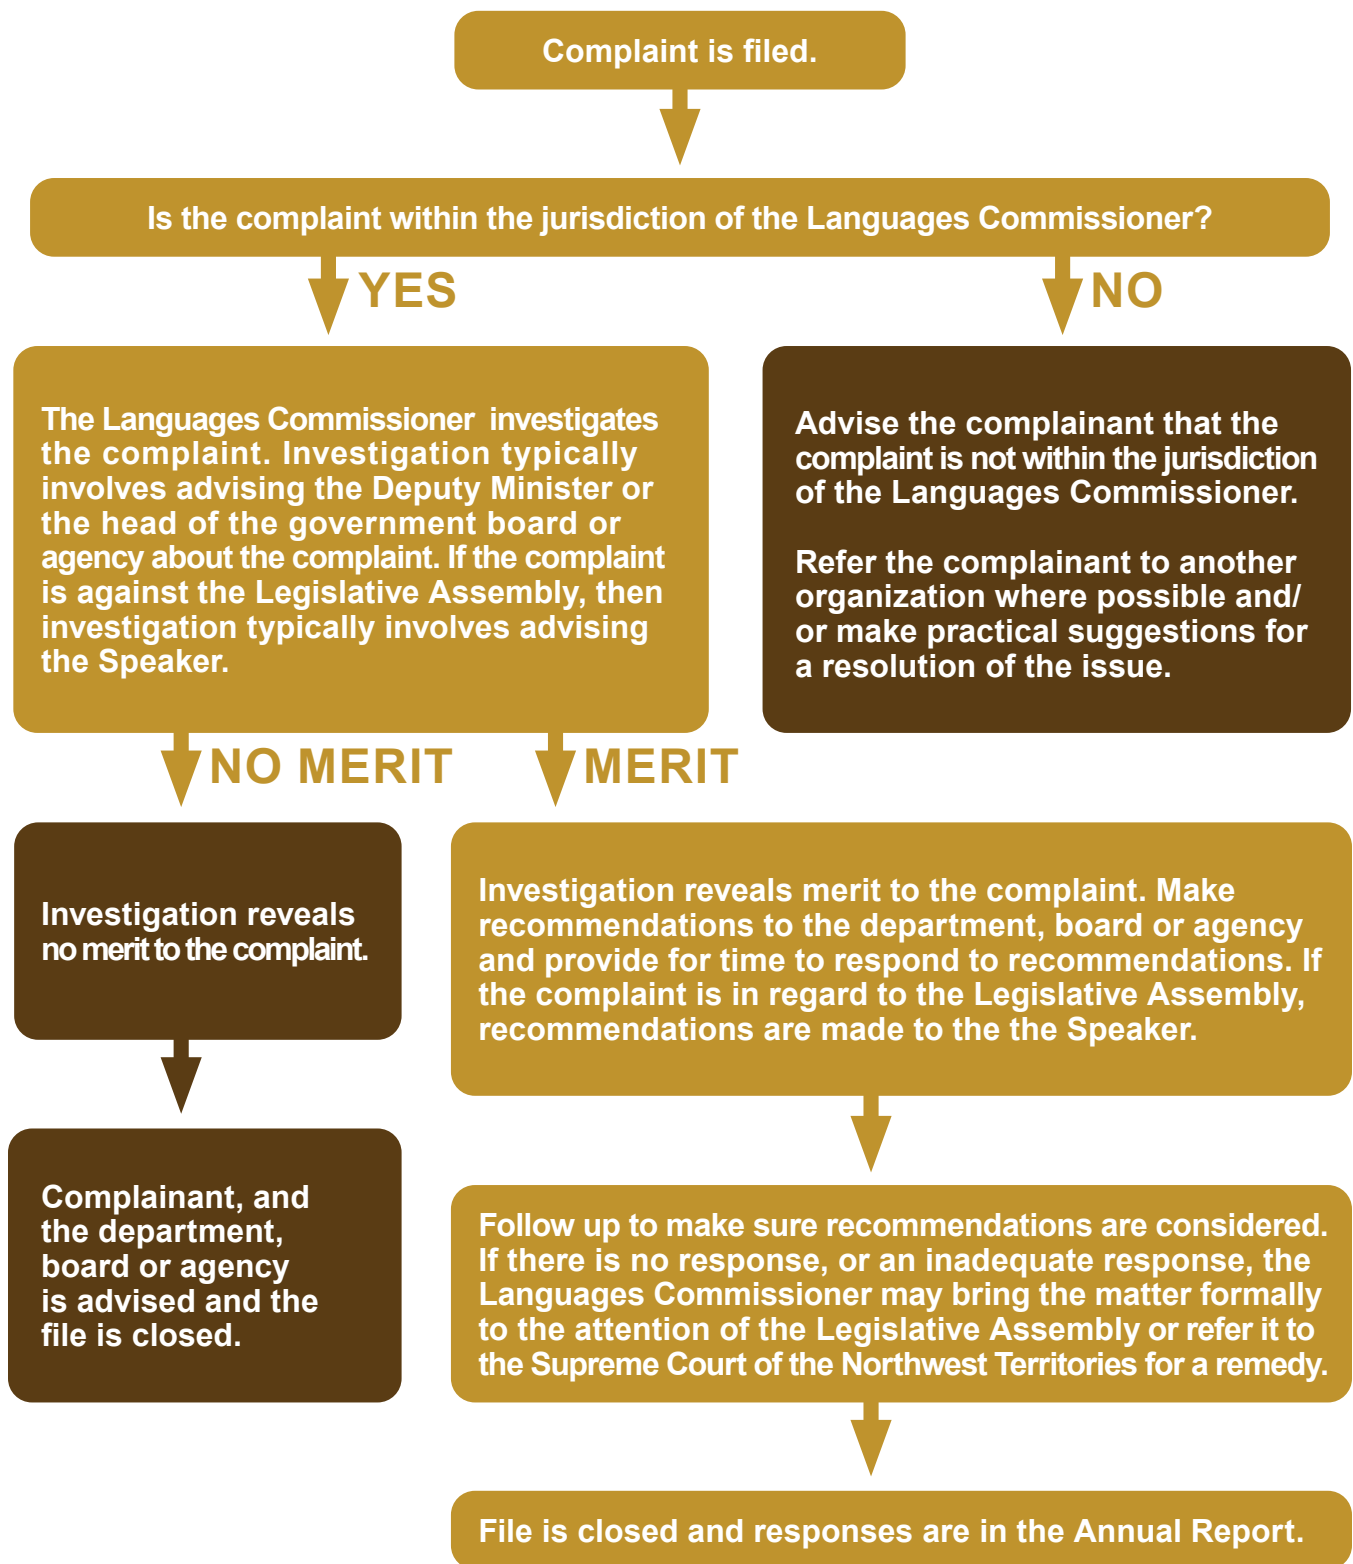 Complaint is filed.
Is the complaint within the jurisdiction of the Languages Commissioner?
YES
NO
The Languages Commissioner investigates
the complaint. Investigation typically
involves advising the Deputy Minister or
the head of the government board or
agency about the complaint. If the complaint
is against the Legislative Assembly, then
investigation typically involves advising
the Speaker.
Advise the complainant that the
complaint is not within the jurisdiction
of the Languages Commissioner.
Refer the complainant to another
organization where possible and/
or make practical suggestions for
a resolution of the issue.
NO MERIT
MERIT
Investigation reveals
no merit to the complaint.
Investigation reveals merit to the complaint. Make
recommendations to the department, board or agency
and provide for time to respond to recommendations. If
the complaint is in regard to the Legislative Assembly,
recommendations are made to the the Speaker.
Complainant, and
the department,
board or agency
is advised and the
file is closed.
Follow up to make sure recommendations are considered.
If there is no response, or an inadequate response, the
Languages Commissioner may bring the matter formally
to the attention of the Legislative Assembly or refer it to
the Supreme Court of the Northwest Territories for a remedy.
File is closed and responses are in the Annual Report.